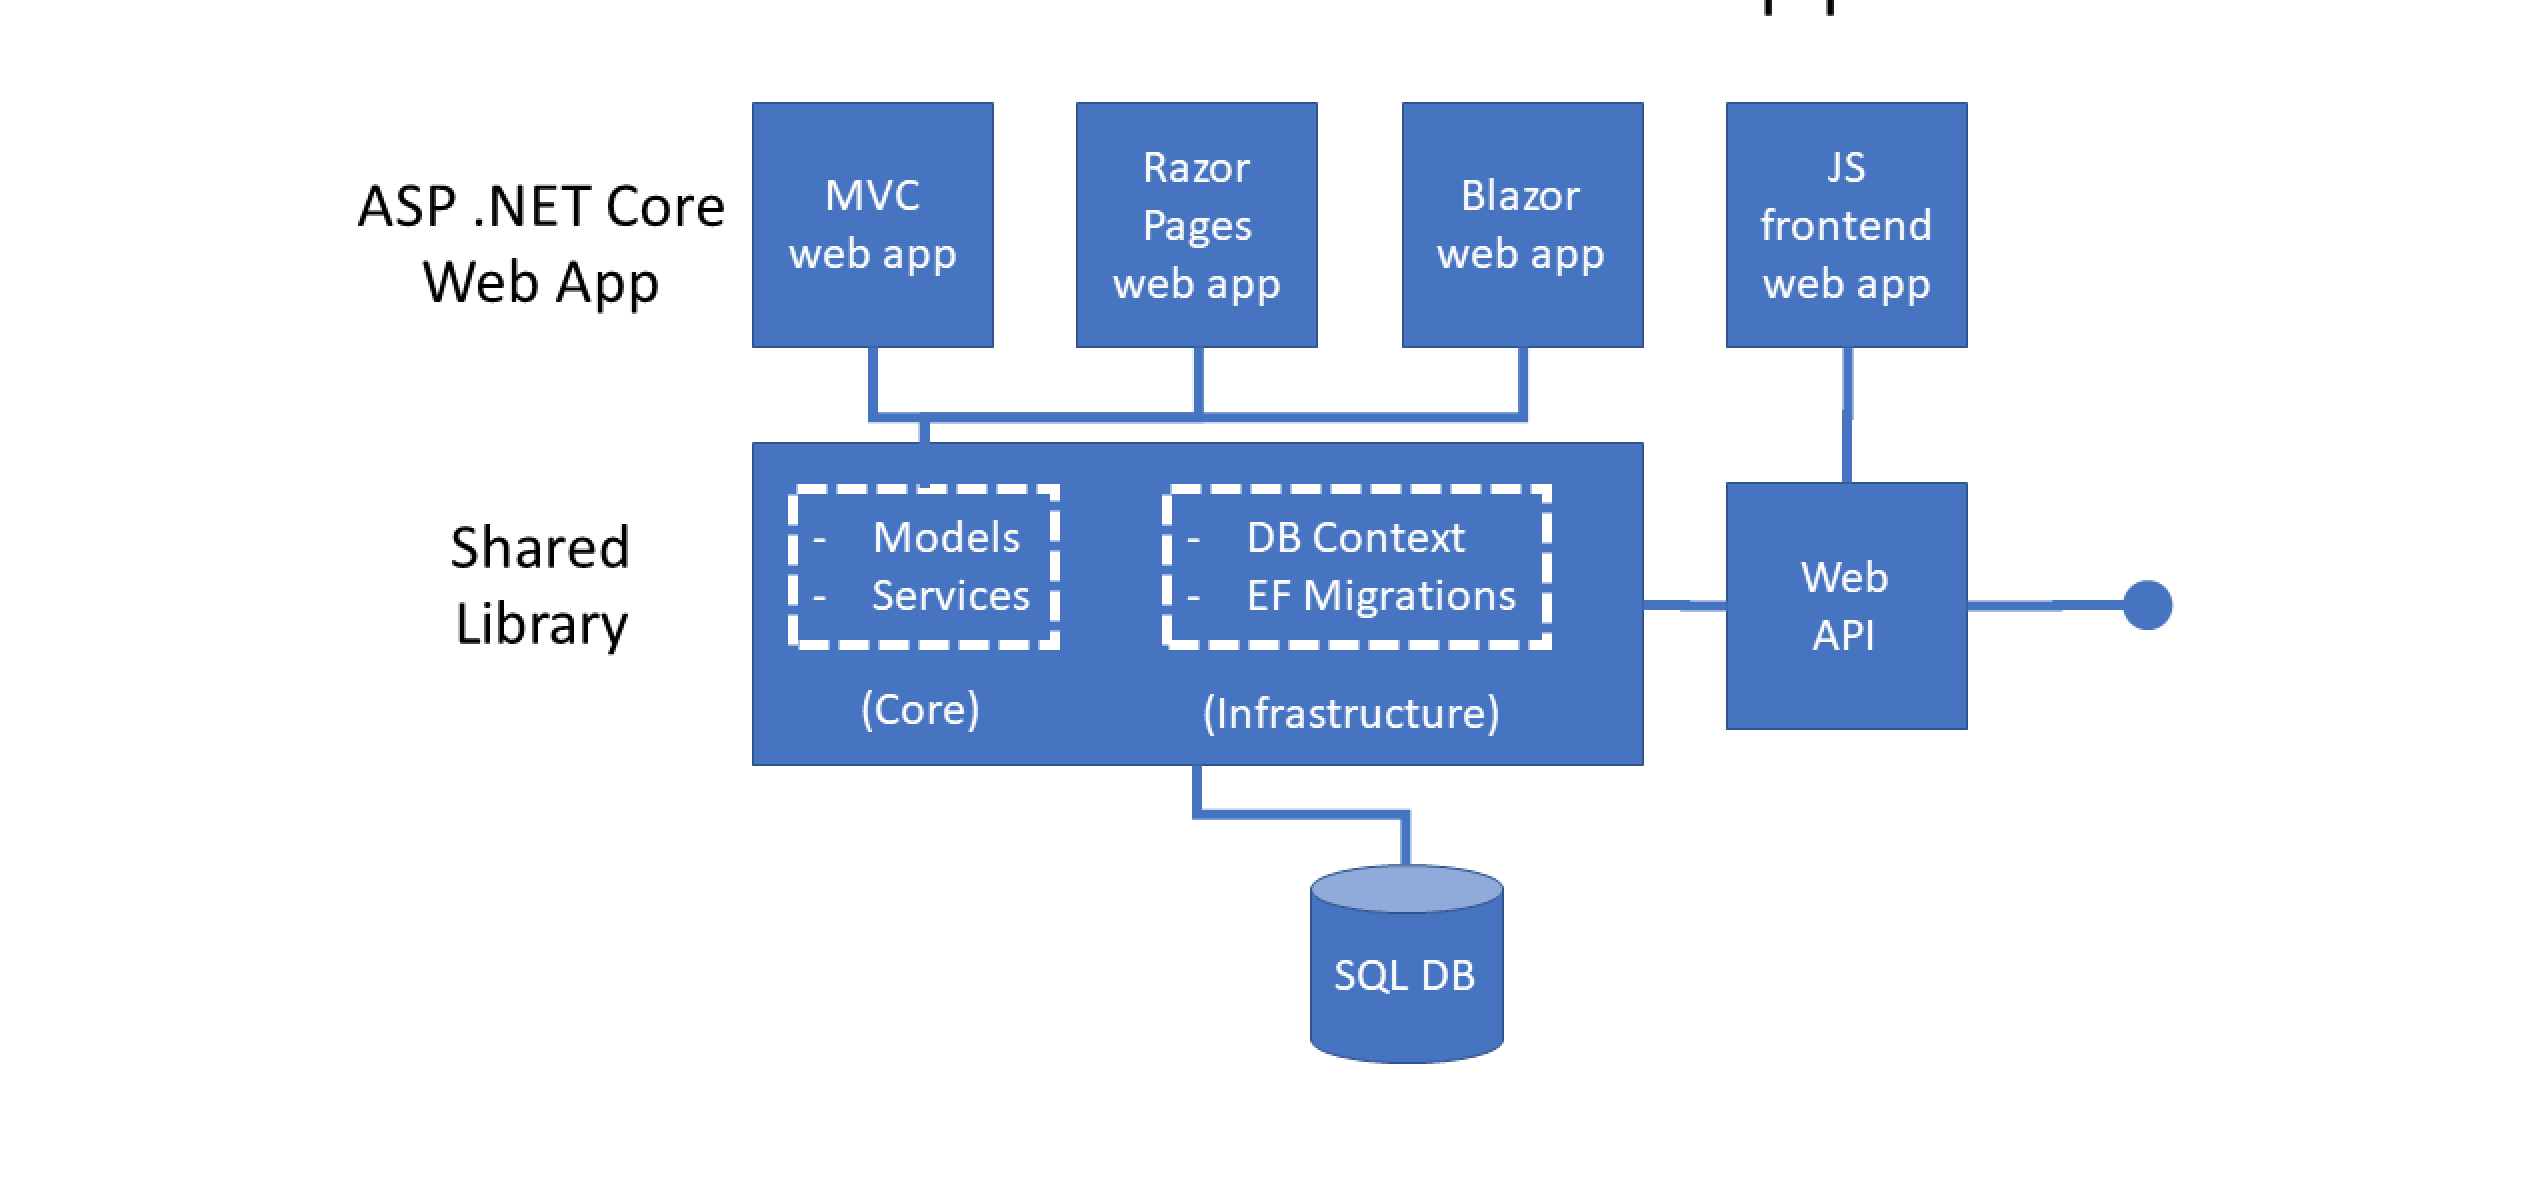 ASP .NET Core
Web App
MVC
web app
Razor
Pages
web app
Blazor
web app
JS
frontend
web app
Shared
Library
- Models
- Services
(Core)
- DB Context
- EF Migrations
(Infrastructure)
Web
API
SQL DB